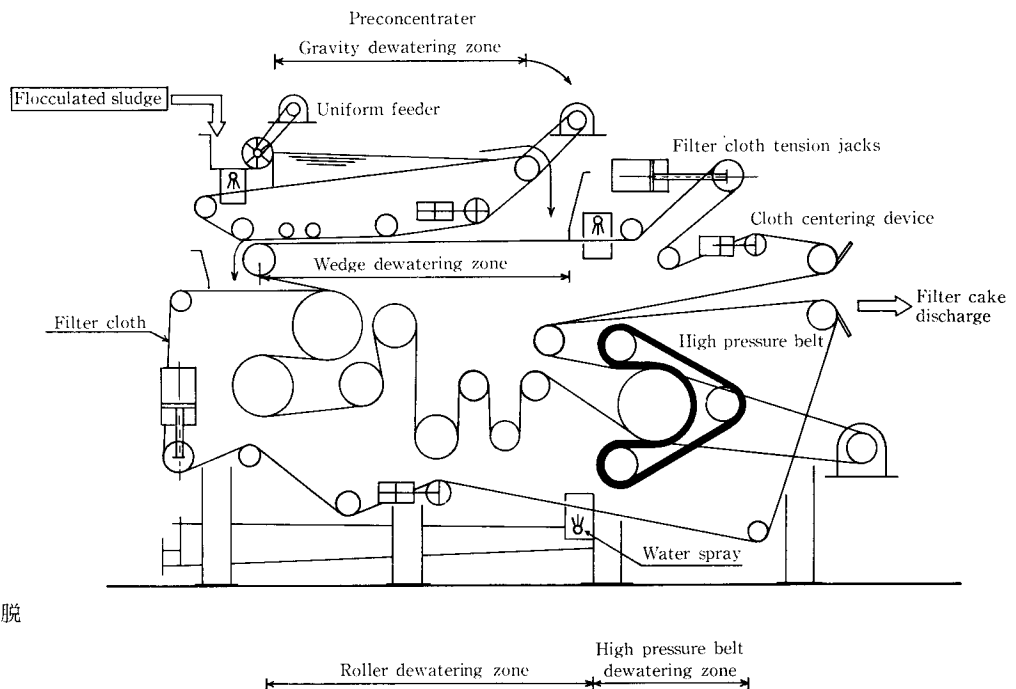 Preconcentrater
Gravity dewatering zone
Flocculated sludge
Uniform feeder
Filter cloth tension jacks
Cloth centering device
Wedge dewatering zone
Filter cake
discharge
Filter cloth
High pressure belt
Water spray
脱
High pressure belt
dewatering zone
Roller dewatering zone